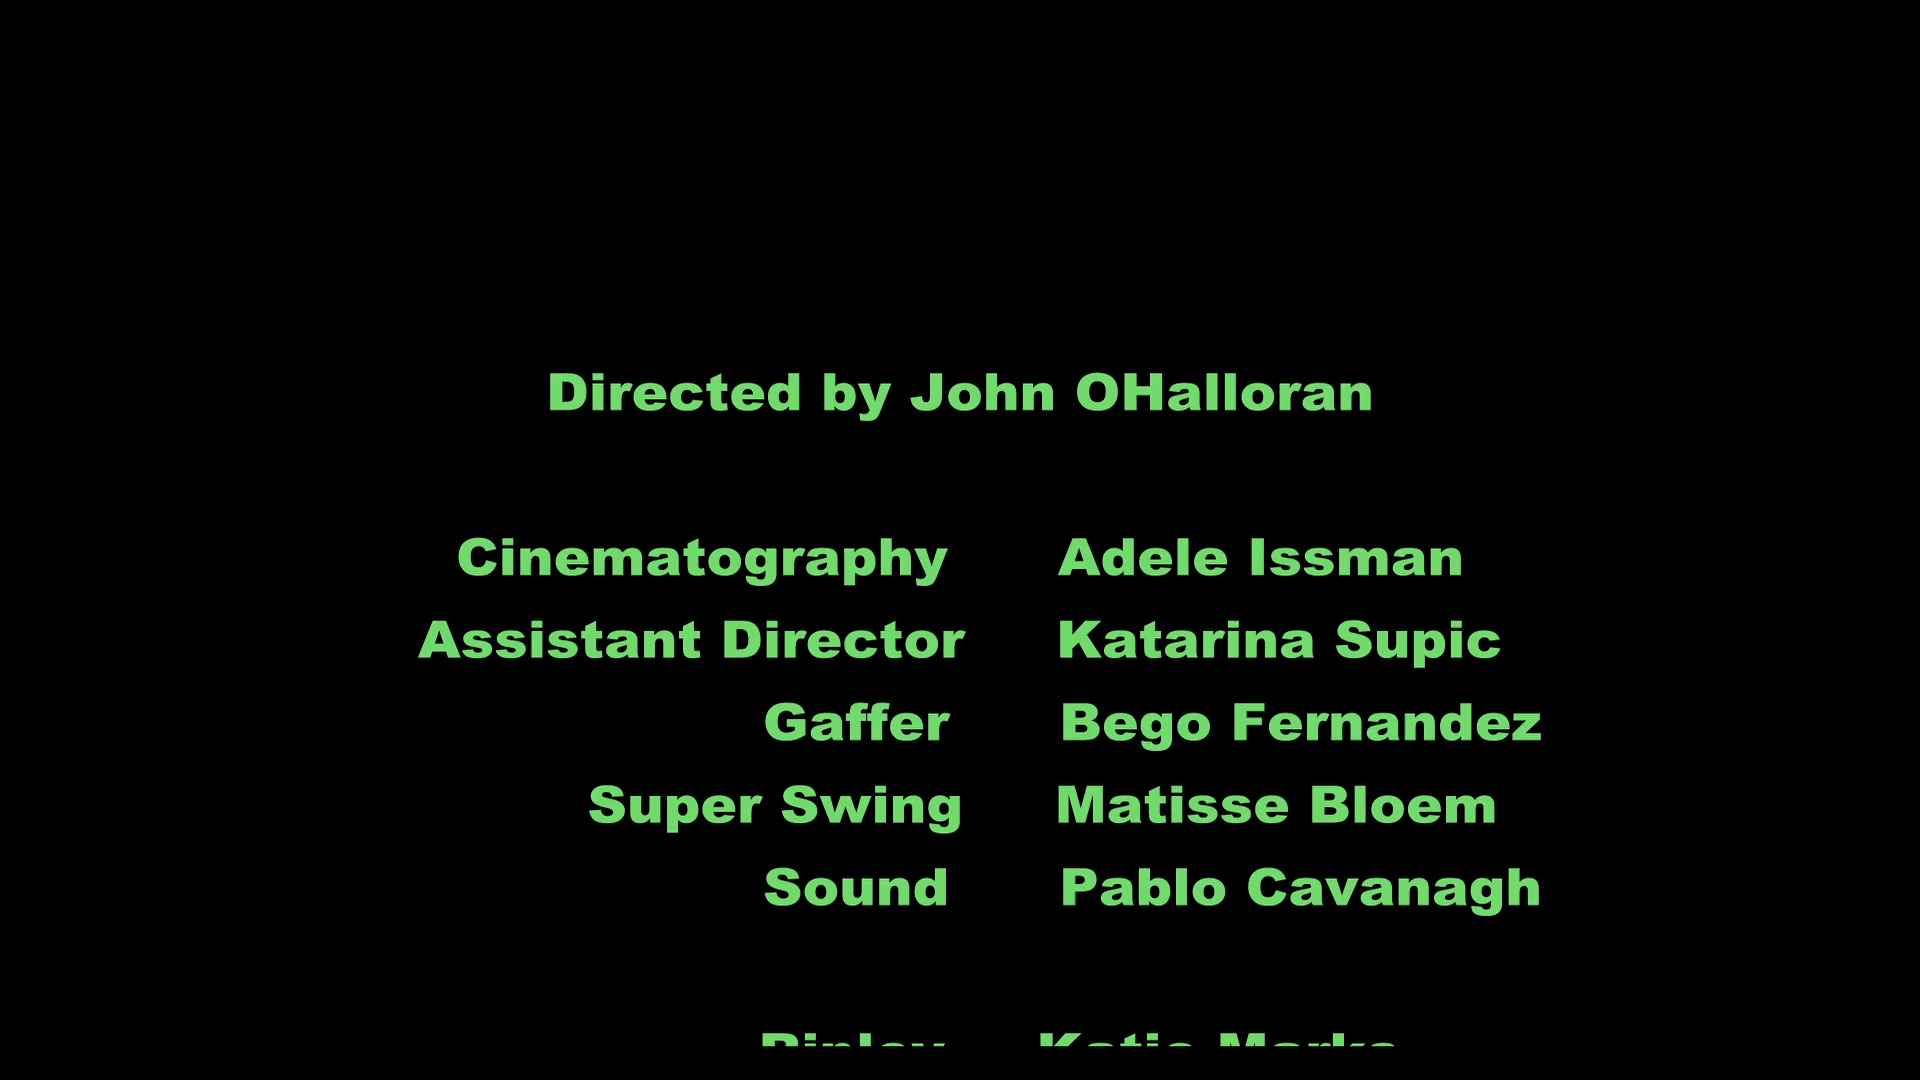 Directed by John OHalloran
Cinematography Adele Issman
Assistant Director Katarina Supic
Gaffer Bego Fernandez
Super Swing Matisse Bloem
Sound Pablo Cavanagh